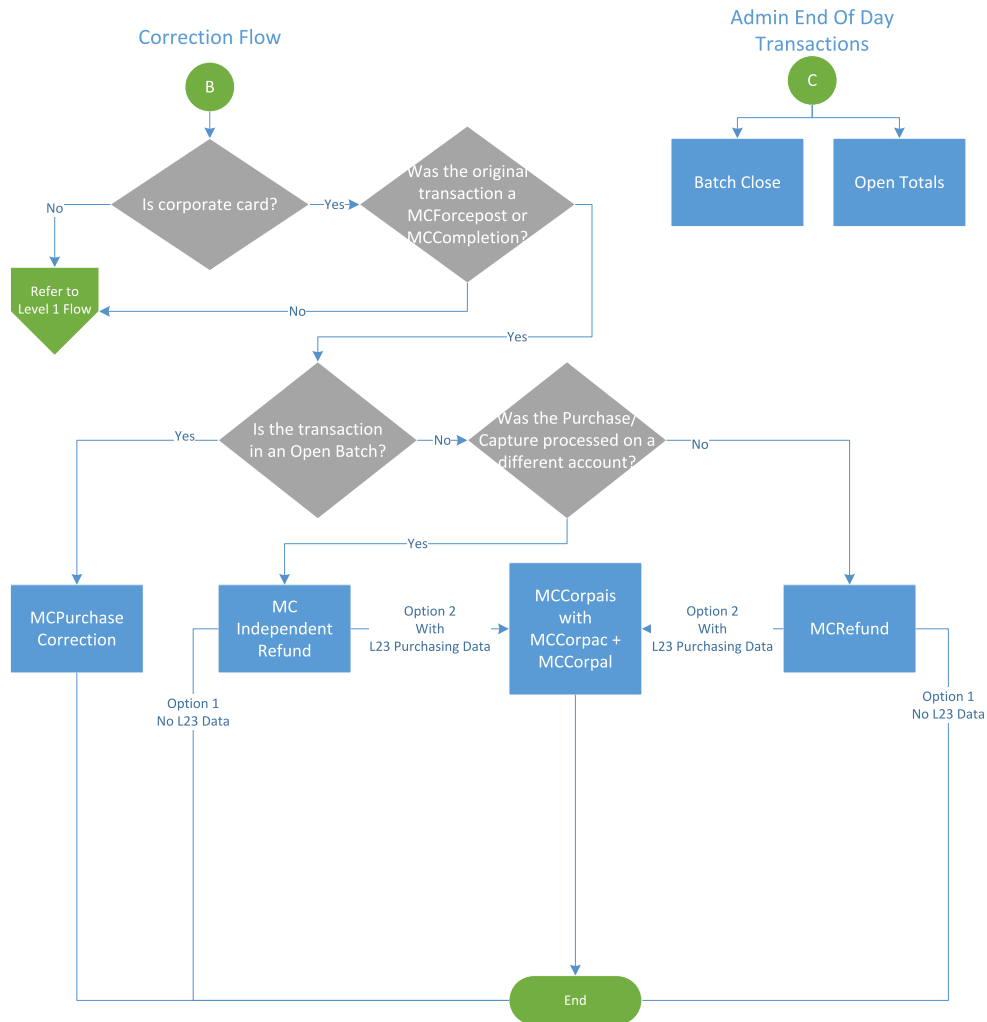 Correction Flow
Admin End Of Day
Transactions
B
C
Is corporate card?
Yes
No
Was the original
transaction a
MCForcepost or
MCCompletion?
Batch Close
Open Totals
Refer to
Level 1 Flow
No
Yes
Is the transaction
in an Open Batch?
Yes
No
Was the Purchase/
Capture processed on a
different account?
No
Yes
MCPurchase
Correction
MC
Independent
Refund
Option 2
With
L23 Purchasing Data
MCCorpais
with
MCCorpac +
MCCorpal
Option 2
With
L23 Purchasing Data
MCRefund
Option 1
No L23 Data
Option 1
No L23 Data
End